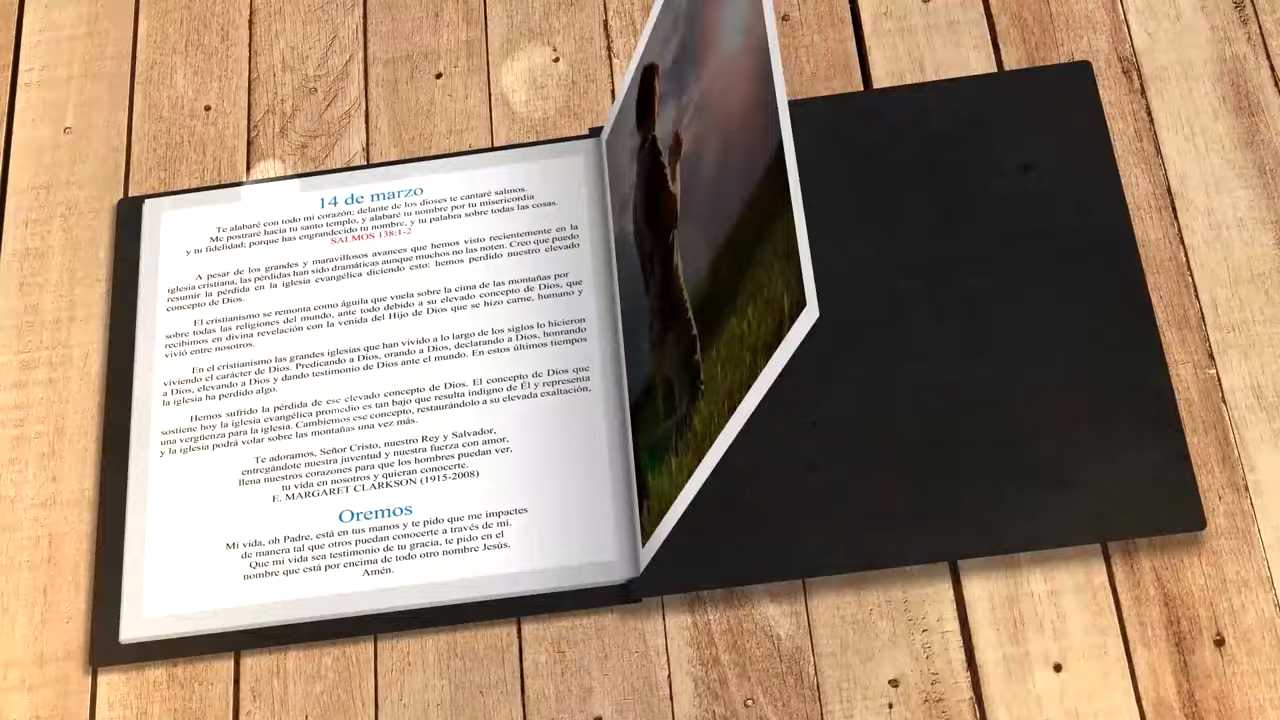 14 de marzo
Te alabaré con todo mi corazón; delante de los dioses te cantaré salmos.
Me postraré hacia tu santo templo, y alabaré tu nombre por tu misericordia
y tu fidelidad; porque has engrandecido tu nombre, y tu palabra sobre todas las cosas.
SALMOS 138:1-2
A pesar de los grandes y maravillosos avances que hemos visto recientemente en la
iglesia cristiana, las pérdidas han sido dramáticas aunque muchos no las noten. Creo que puedo
resumir la pérdida en la iglesia evangélica diciendo esto: hemos perdido nuestro elevado
concepto de Dios.
El cristianismo se remonta como águila que vuela sobre la cima de las montañas por
sobre todas las religiones del mundo, ante todo debido a su elevado concepto de Dios, que
recibimos en divina revelación con la venida del Hijo de Dios que se hizo carne, humano y
vivió entre nosotros.
En el cristianismo las grandes iglesias que han vivido a lo largo de los siglos lo hicieron
viviendo el carácter de Dios. Predicando a Dios, orando a Dios, declarando a Dios, honrando
a Dios, elevando a Dios y dando testimonio de Dios ante el mundo. En estos últimos tiempos
la iglesia ha perdido algo.
Hemos sufrido la pérdida de ese elevado concepto de Dios. El concepto de Dios que
sostiene hoy la iglesia evangélica promedio es tan bajo que resulta indigno de Él y representa
una vergüenza para la iglesia. Cambiemos ese concepto, restaurándolo a su elevada exaltación,
y la iglesia podrá volar sobre las montañas una vez más.
Te adoramos, Señor Cristo, nuestro Rey y Salvador,
entregándote nuestra juventud y nuestra fuerza con amor,
llena nuestros corazones para que los hombres puedan ver,
tu vida en nosotros y quieran conocerte.
E. MARGARET CLARKSON (1915-2008)
Oremos
Mi vida, oh Padre, está en tus manos y te pido que me impactes
de manera tal que otros puedan conocerte a través de mí.
Que mi vida sea testimonio de tu gracia, te pido en el
nombre que está por encima de todo otro nombre Jesús.
Amén.